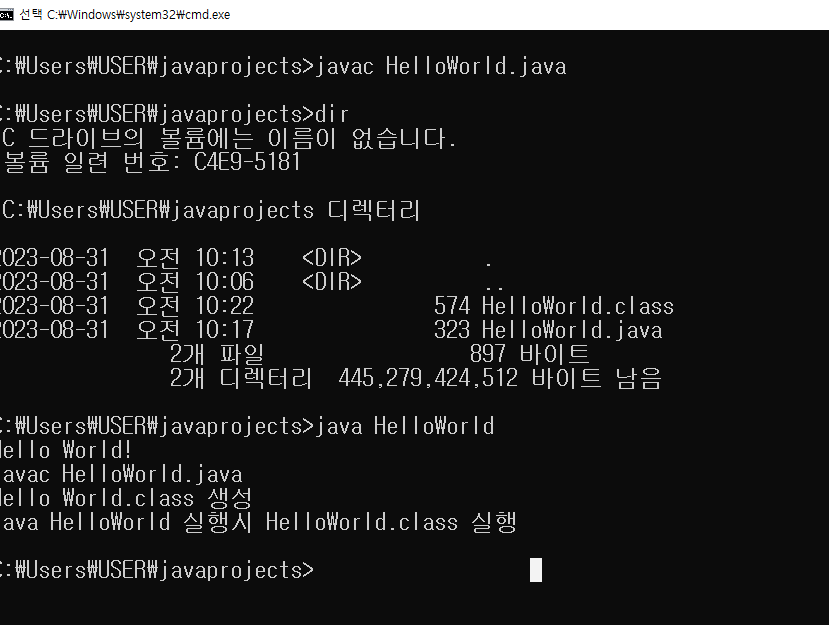 선택 C:₩Windows₩system32₩cmd.exe
C:₩Users₩USER₩javaprojects>javac HelloWorld.java
C:₩Users₩USER₩javaprojects>dir
C 드라이브의 볼륨에는 이름이 없습니다.
볼륨 일련 번호: C4E9-5181
C:₩Users₩USER₩javaprojects 디렉터리
2023-08-31 오전 10:13 <DIR> .
2023-08-31 오전 10:06 <DIR> ..
2023-08-31 오전 10:22 574 HelloWorld.class
2023-08-31 오전 10:17 323 HelloWorld.java
2개 파일 897 바이트
2개 디렉터리 445,279,424,512 바이트 남음
C:₩Users₩USER₩javaprojects>java HelloWorld
Hello World!
javac HelloWorld.java
Hello World.class 생성
java HelloWorld 실행시 HelloWorld.class 실행
C:₩Users₩USER₩javaprojects>